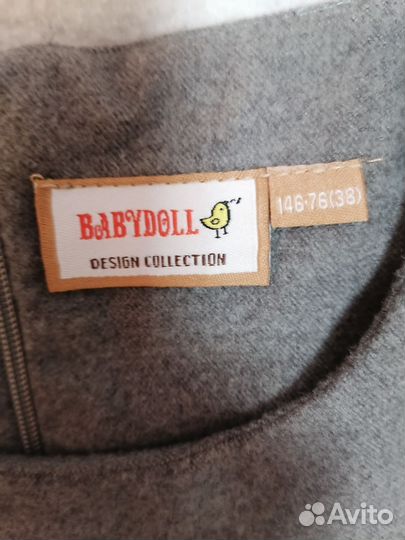 BABYDOLL
DESIGN COLLECTION
146·76(38)
Avito